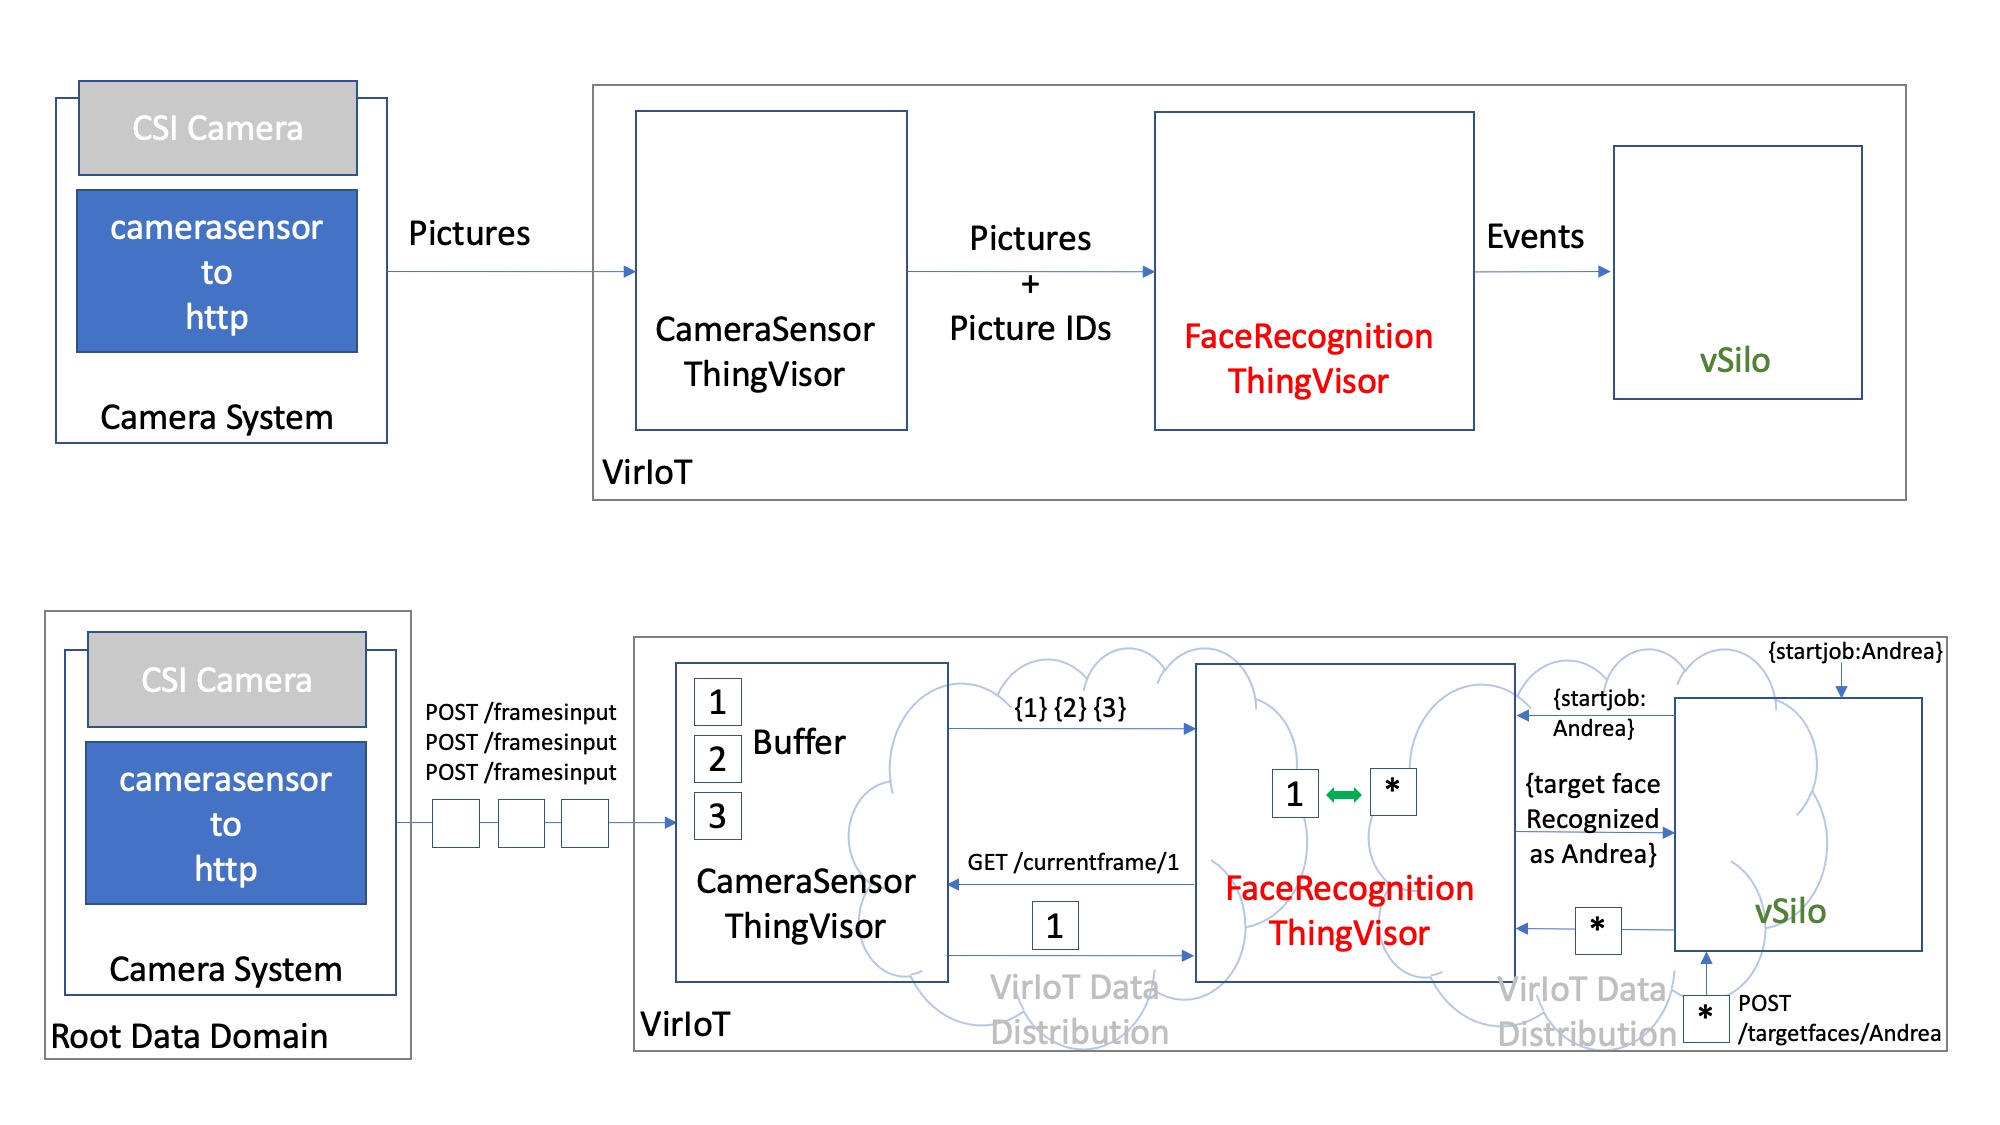 CSI Camera
camerasensor
to
http
Camera System
Pictures
CameraSensor
ThingVisor
Pictures
+
Picture IDs
FaceRecognition
ThingVisor
Events
vSilo
VirIoT
CSI Camera
camerasensor
to
http
Camera System
Root Data Domain
POST /framesinput
POST /framesinput
POST /framesinput
1
2
3
Buffer
CameraSensor
ThingVisor
VirIoT
{1} {2} {3}
GET /currentframe/1
1
VirIoT Data
Distribution
1
*
FaceRecognition
ThingVisor
{startjob:
Andrea}
{target face
Recognized
as Andrea}
*
VirIoT Data
Distribution
{startjob:Andrea}
vSilo
*
POST
/targetfaces/Andrea